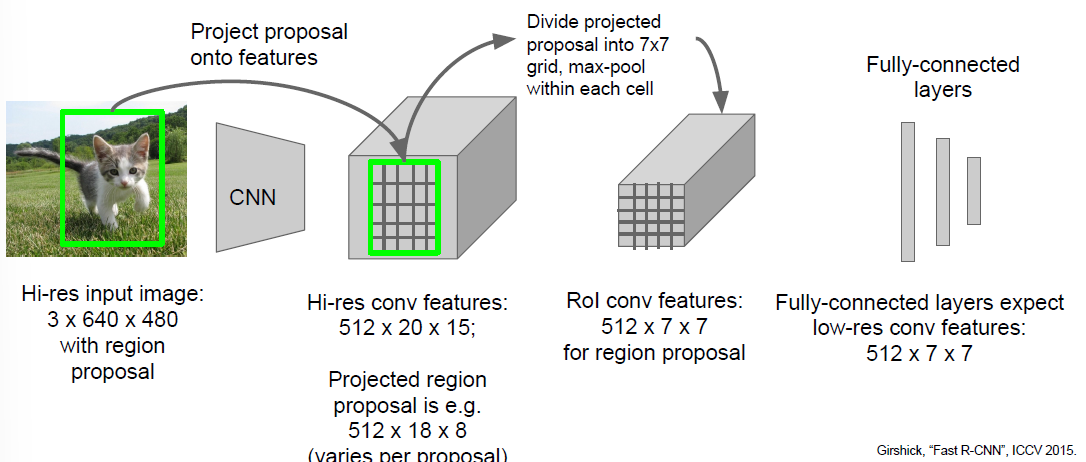 Project proposal
onto features
Divide projected
proposal into 7x7
grid, max-pool
within each cell
Fully-connected
layers
CNN
Hi-res input image:
3 x 640 x 480
with region
proposal
Hi-res conv features:
512 x 20 x 15;
Projected region
proposal is e.g.
512 x 18 x 8
(varies per proposal)
RoI conv features:
512 x 7 x 7
for region proposal
Fully-connected layers expect
low-res conv features:
512 x 7 x 7
Girshick, “Fast R-CNN”, ICCV 2015.